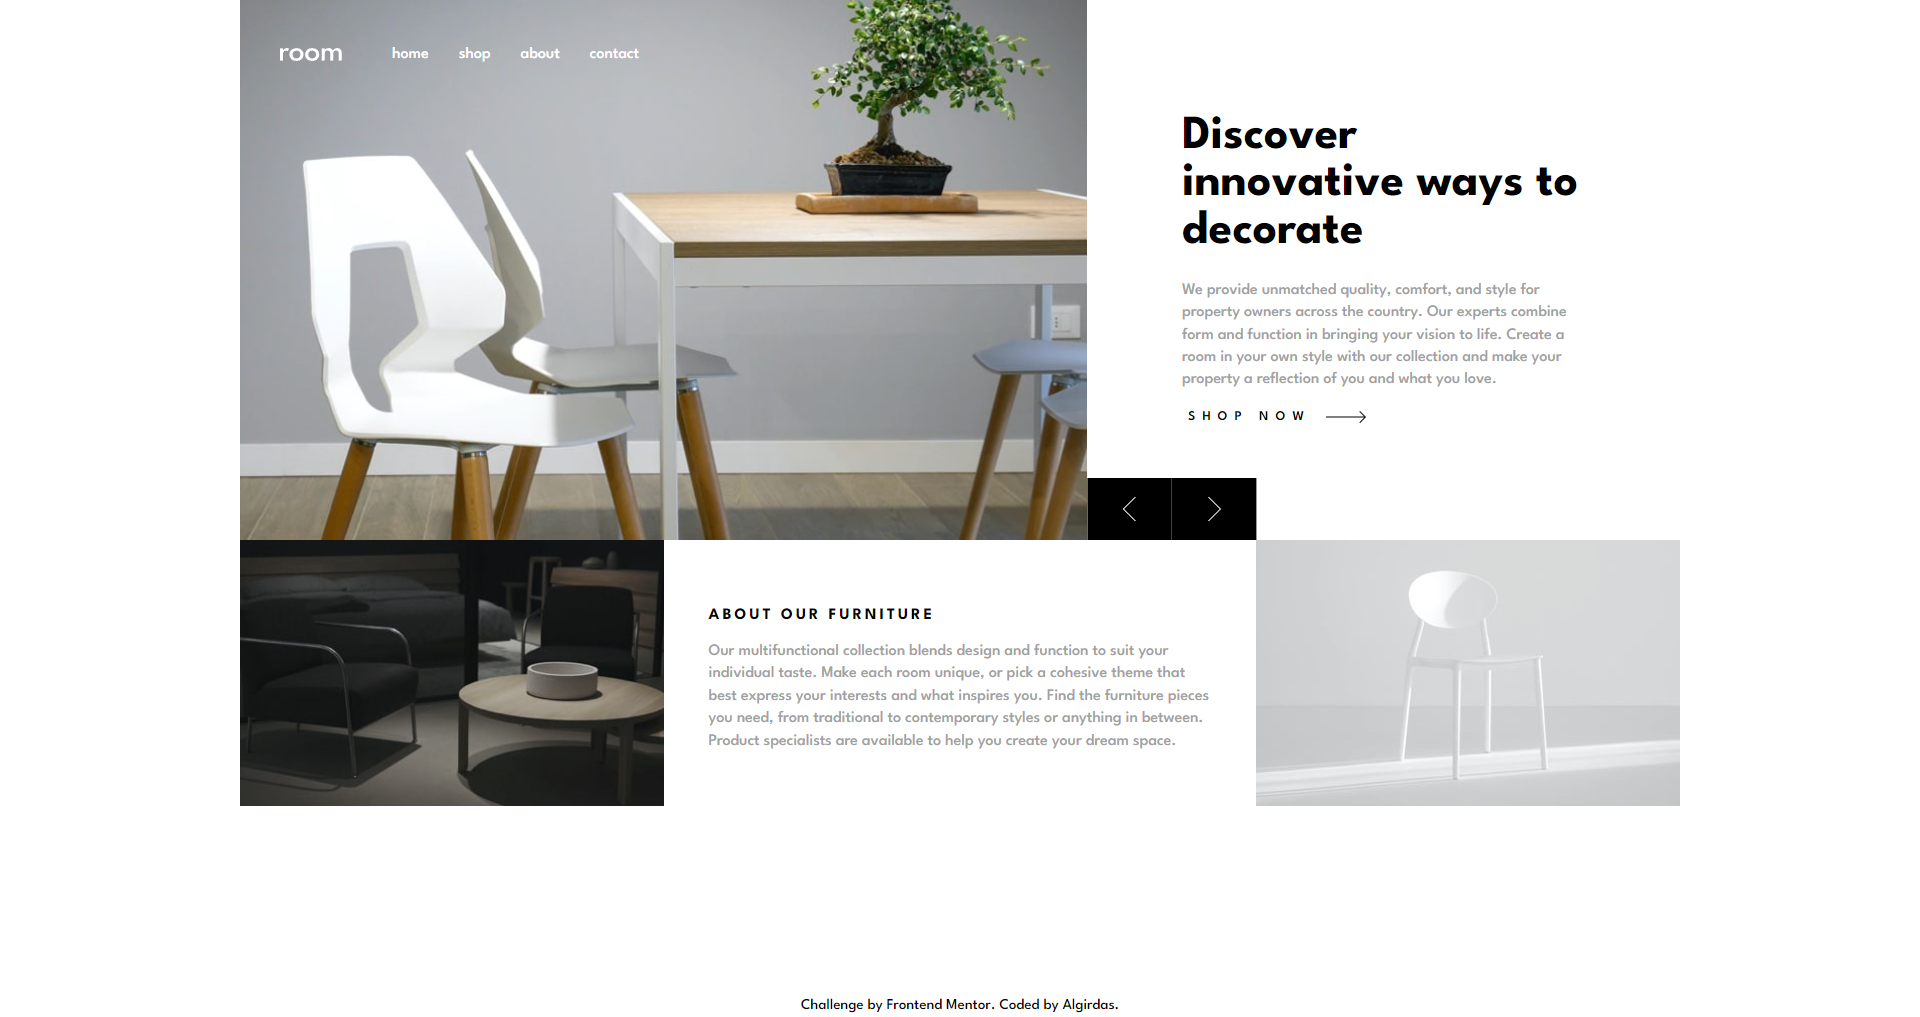 room home shop about contact
Discover
innovative ways to
decorate
We provide unmatched quality, comfort, and style for
property owners across the country. Our experts combine
form and function in bringing your vision to life. Create a
room in your own style with our collection and make your
property a reflection of you and what you love.
SHOP NOW
ABOUT OUR FURNITURE
Our multifunctional collection blends design and function to suit your
individual taste. Make each room unique, or pick a cohesive theme that
best express your interests and what inspires you. Find the furniture pieces
you need, from traditional to contemporary styles or anything in between.
Product specialists are available to help you create your dream space.
Challenge by Frontend Mentor. Coded by Algirdas.